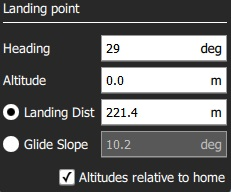 Landing point
Heading 29 deg
Altitude 0.0 m
Landing Dist 221.4 m
Glide Slope 10.2 deg
Altitudes relative to home